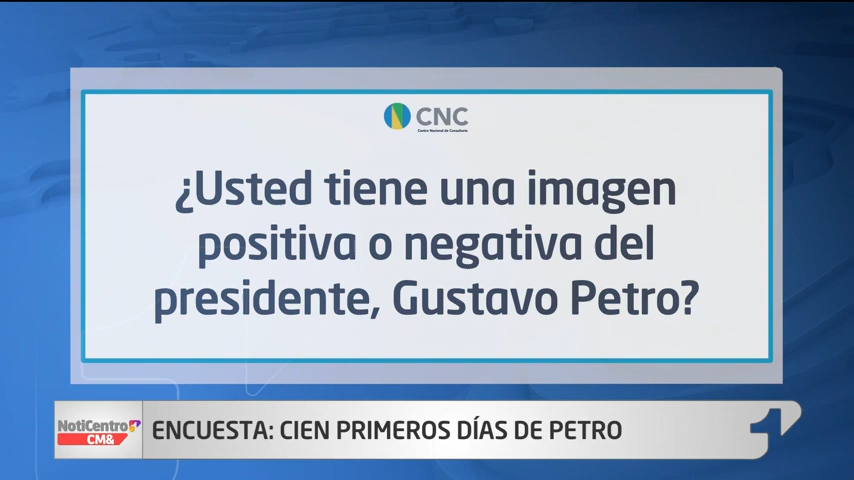 CNC
Centro Nacional de Consultoría
¿Usted tiene una imagen
positiva o negativa del
presidente, Gustavo Petro?
NotiCentro 1
CM&
ENCUESTA: CIEN PRIMEROS DÍAS DE PETRO
1